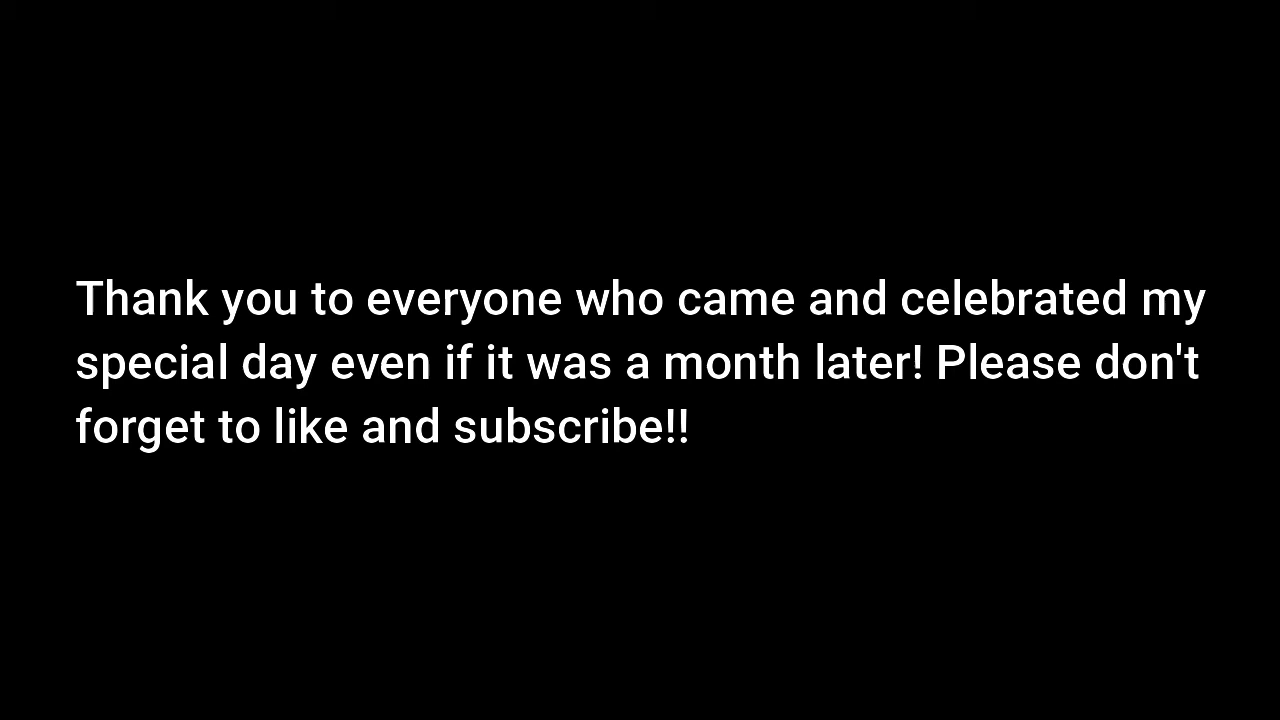 Thank you to everyone who came and celebrated my
special day even if it was a month later! Please don't
forget to like and subscribe!!